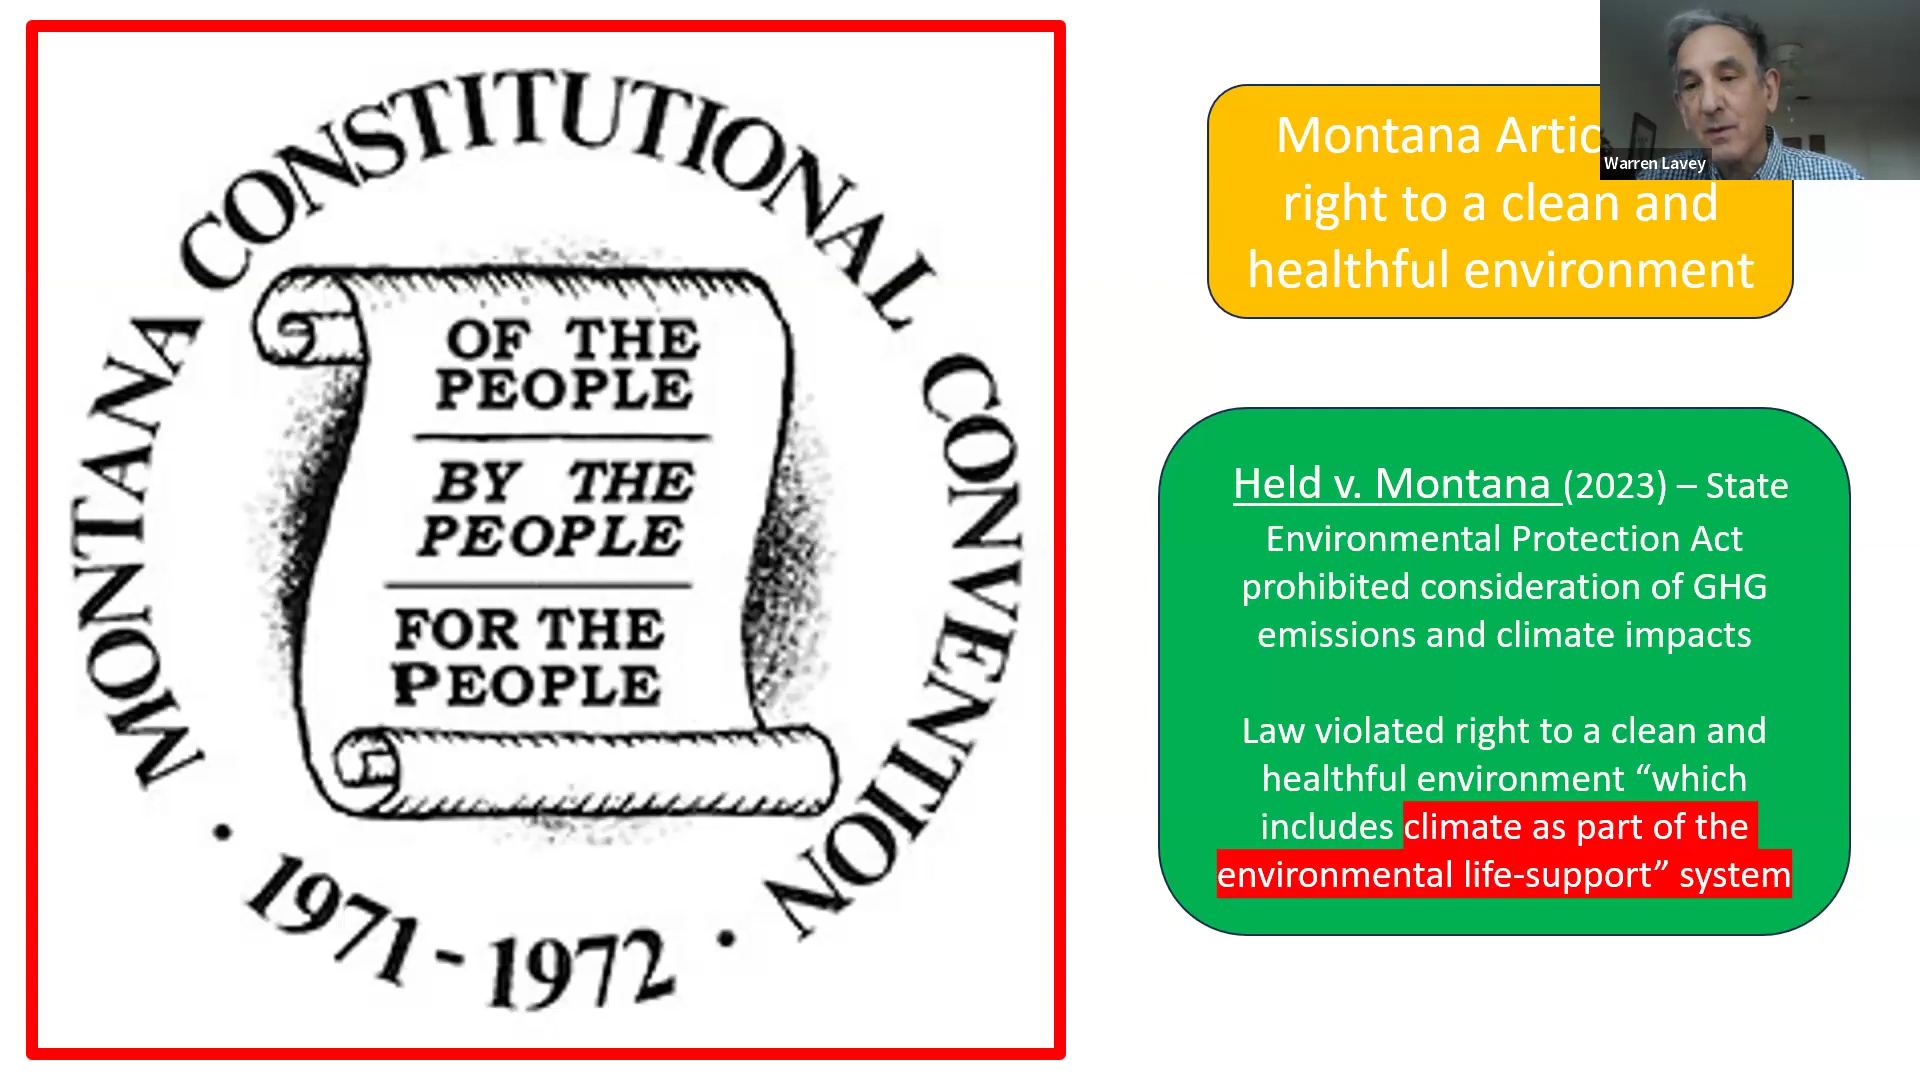 MONTANA CONSTITUTIONAL CONVENTION
· 1971-1972 ·
OF THE
PEOPLE
BY THE
PEOPLE
FOR THE
PEOPLE
Montana
right to a clean and
healthful environment
Warren Lavey
Held v. Montana (2023) – State
Environmental Protection Act
prohibited consideration of GHG
emissions and climate impacts
Law violated right to a clean and
healthful environment “which
includes climate as part of the
environmental life-support” system